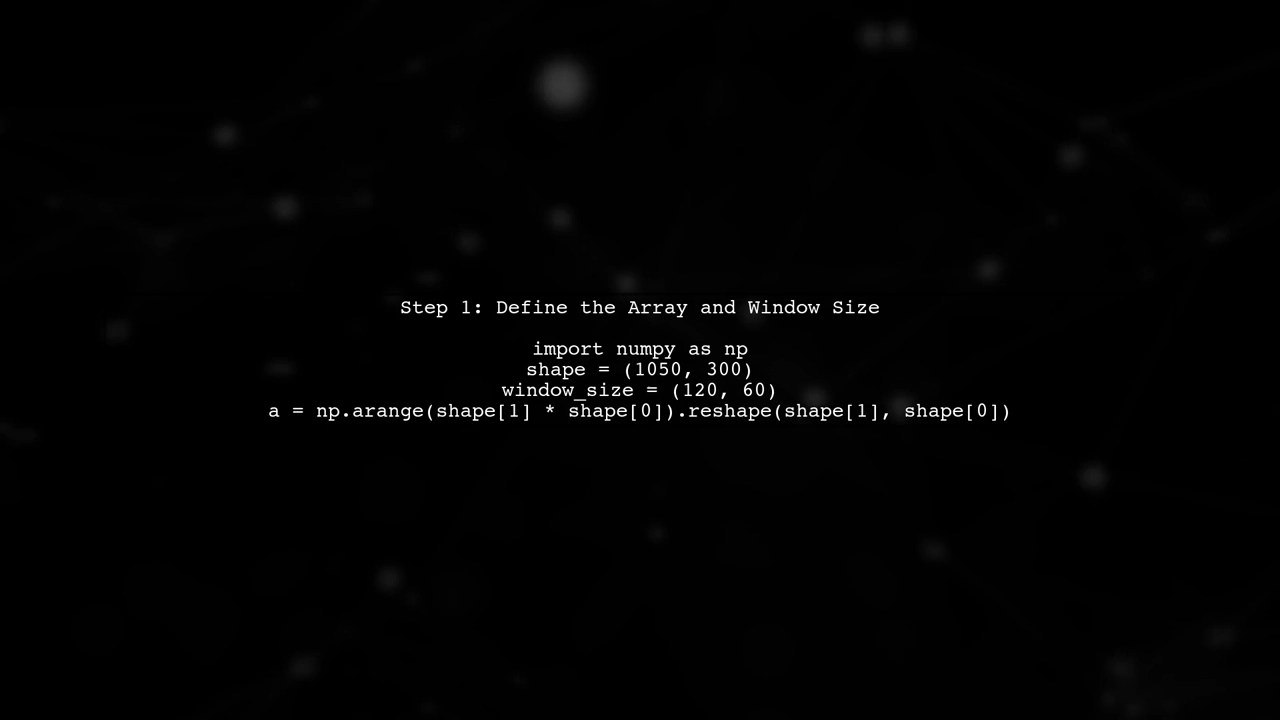 Step 1: Define the Array and Window Size
import numpy as np
shape = (1050, 300)
window_size = (120, 60)
a = np.arange(shape[1] * shape[0]).reshape(shape[1], shape[0])